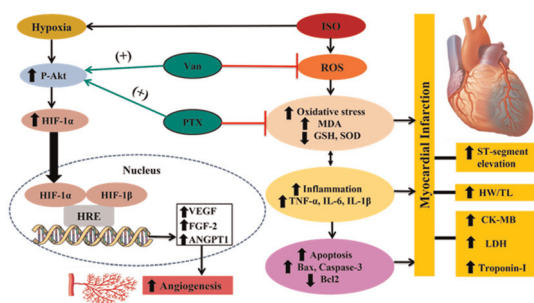 Hypoxia
ISO
(+)
Van
ROS
P-Akt
(+)
HIF-1α
PTX
Oxidative stress
MDA
GSH, SOD
Myocardial Infarction
ST-segment
elevation
Nucleus
HIF-1α
HIF-1β
HRE
VEGF
FGF-2
ANGPT1
Inflammation
TNF-α, IL-6, IL-1β
HW/TL
CK-MB
LDH
Troponin-I
Apoptosis
Bax, Caspase-3
Bcl2
Angiogenesis